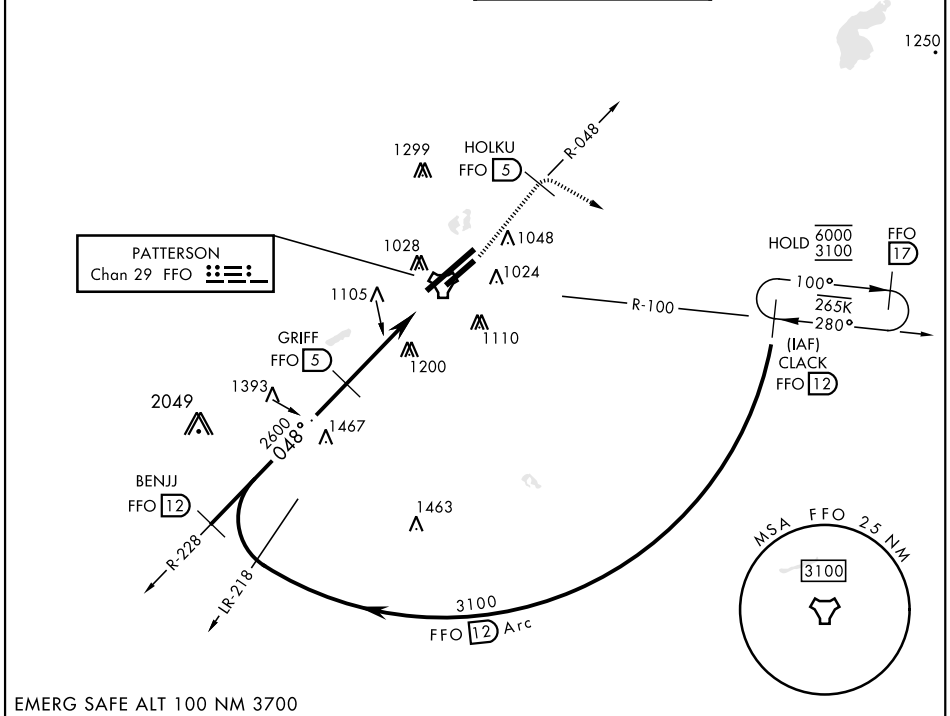 1250
R-048
HOLKU
FFO 5
1299
1048
1028
1024
PATTERSON
Chan 29 FFO
HOLD 6000
3100
FFO
17
100°
265K
280°
R-100
(IAF)
CLACK
FFO 12
1105
1110
GRIFF
FFO 5
1200
1393
2049
2600
048°
1467
BENJJ
FFO 12
1463
R-228
LR-218
3100
FFO 12 Arc
MSA FFO 25 NM
3100
EMERG SAFE ALT 100 NM 3700